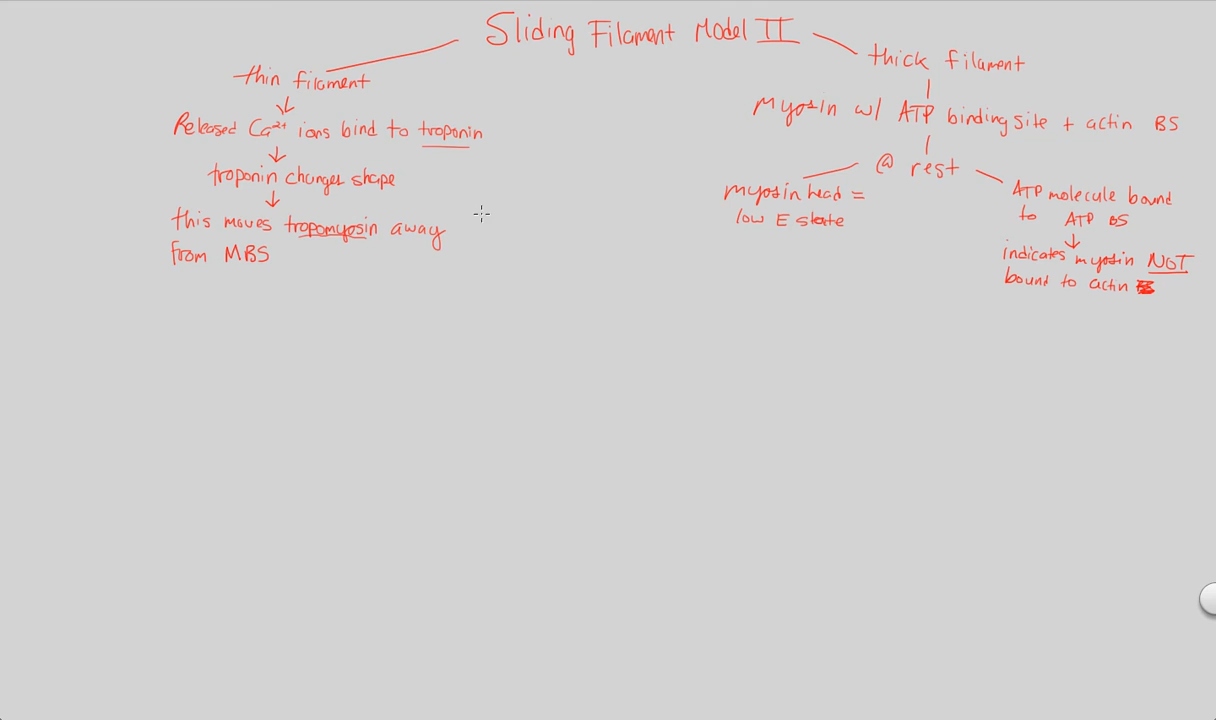 Sliding Filament Model II
thin filament
Released Ca²⁺ ions bind to troponin
troponin changes shape
this moves tropomyosin away
from MBS
thick filament
myosin w/ ATP binding site + actin BS
@ rest
myosin head =
low E state
ATP molecule bound
to ATP BS
indicates myosin NOT
bound to actin